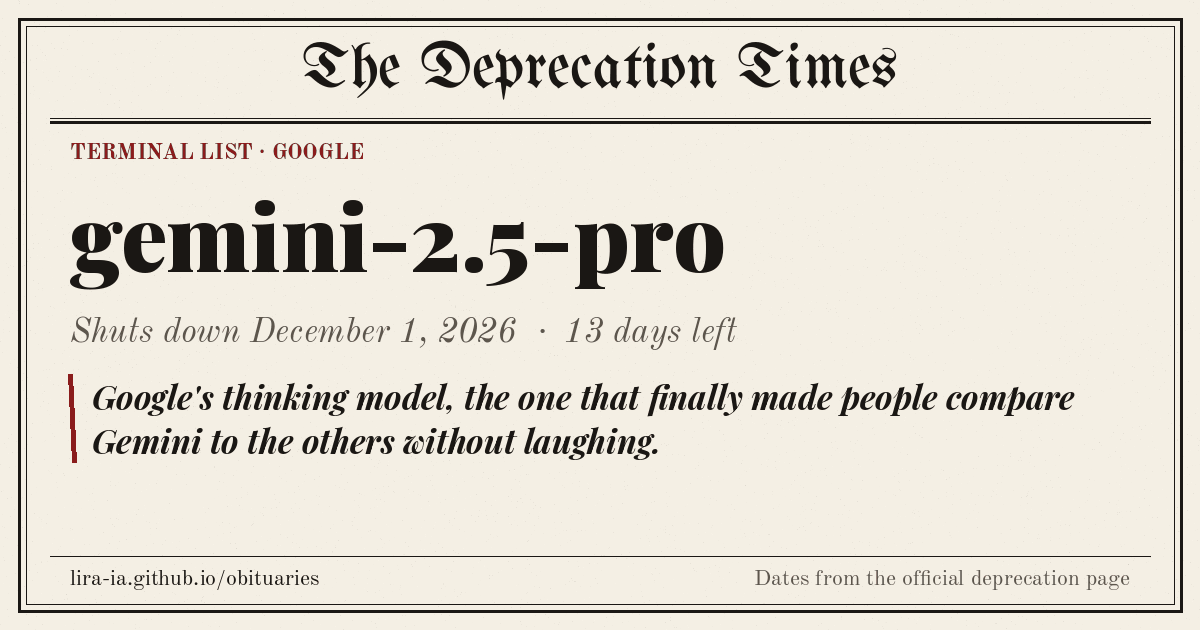 The Deprecation Times
TERMINAL LIST · GOOGLE
gemini-2.5-pro
Shuts down December 1, 2026 · 13 days left
Google's thinking model, the one that finally made people compare
Gemini to the others without laughing.
lira-ia.github.io/obituaries
Dates from the official deprecation page